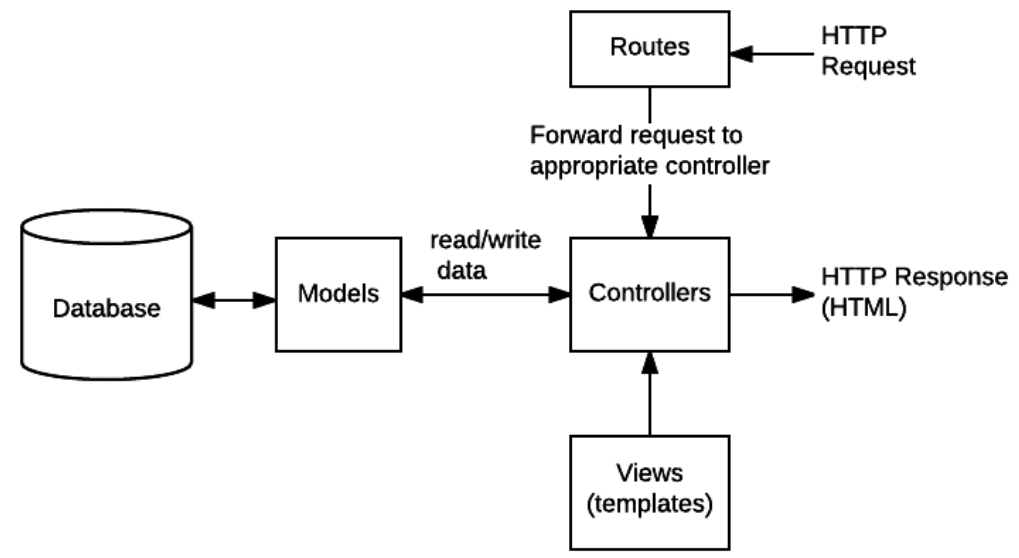 Routes
HTTP
Request
Forward request to
appropriate controller
read/write
data
Database
Models
Controllers
HTTP Response
(HTML)
Views
(templates)